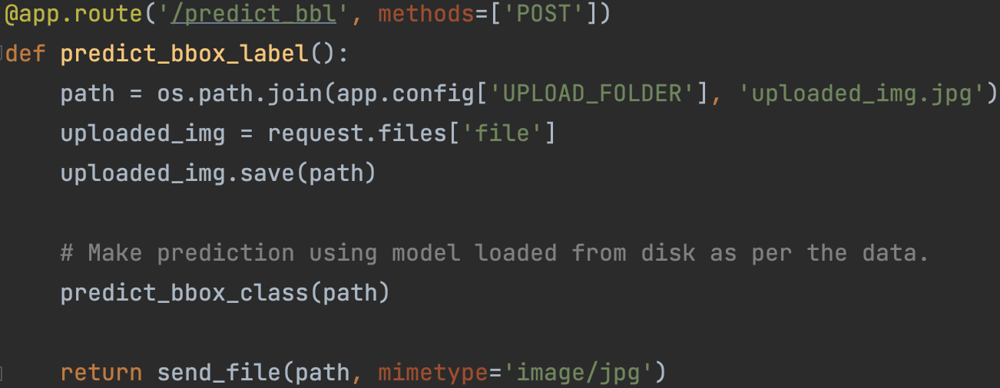 @app.route('/predict_bbl', methods=['POST'])
def predict_bbox_label():
    path = os.path.join(app.config['UPLOAD_FOLDER'], 'uploaded_img.jpg')
    uploaded_img = request.files['file']
    uploaded_img.save(path)

    # Make prediction using model loaded from disk as per the data.
    predict_bbox_class(path)

    return send_file(path, mimetype='image/jpg')